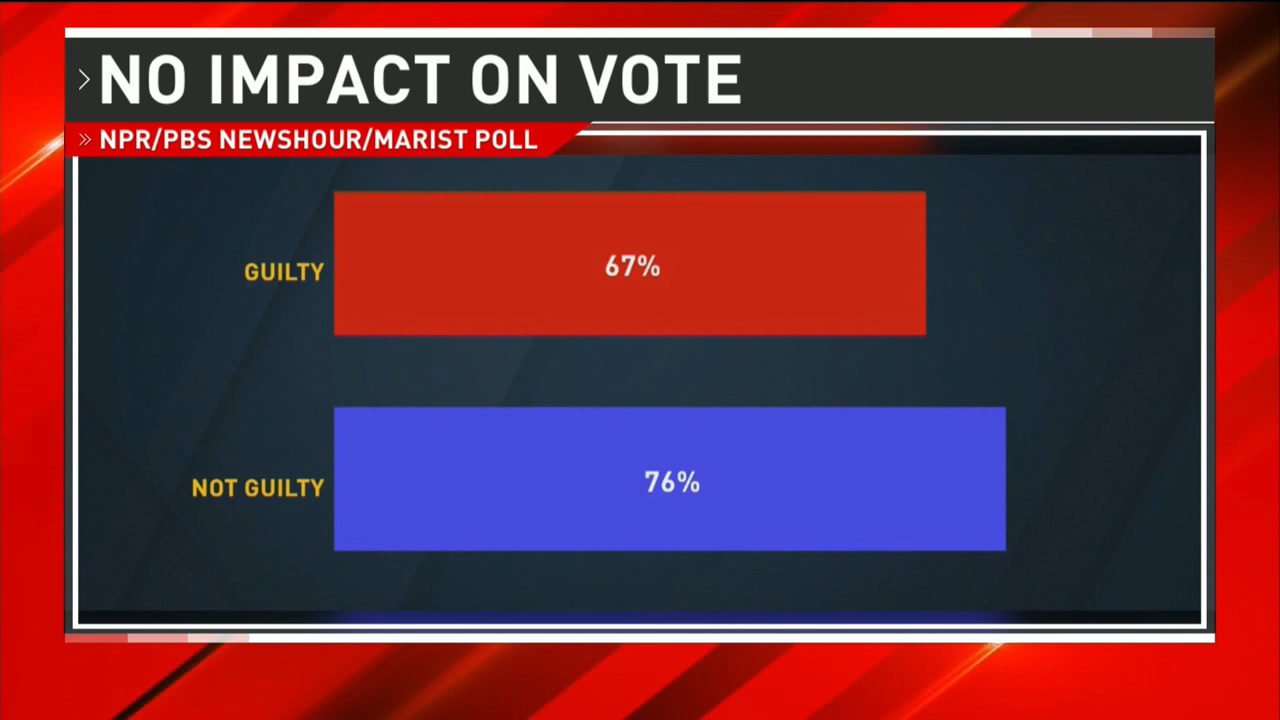 NO IMPACT ON VOTE
NPR/PBS NEWSHOUR/MARIST POLL
GUILTY
67%
NOT GUILTY
76%